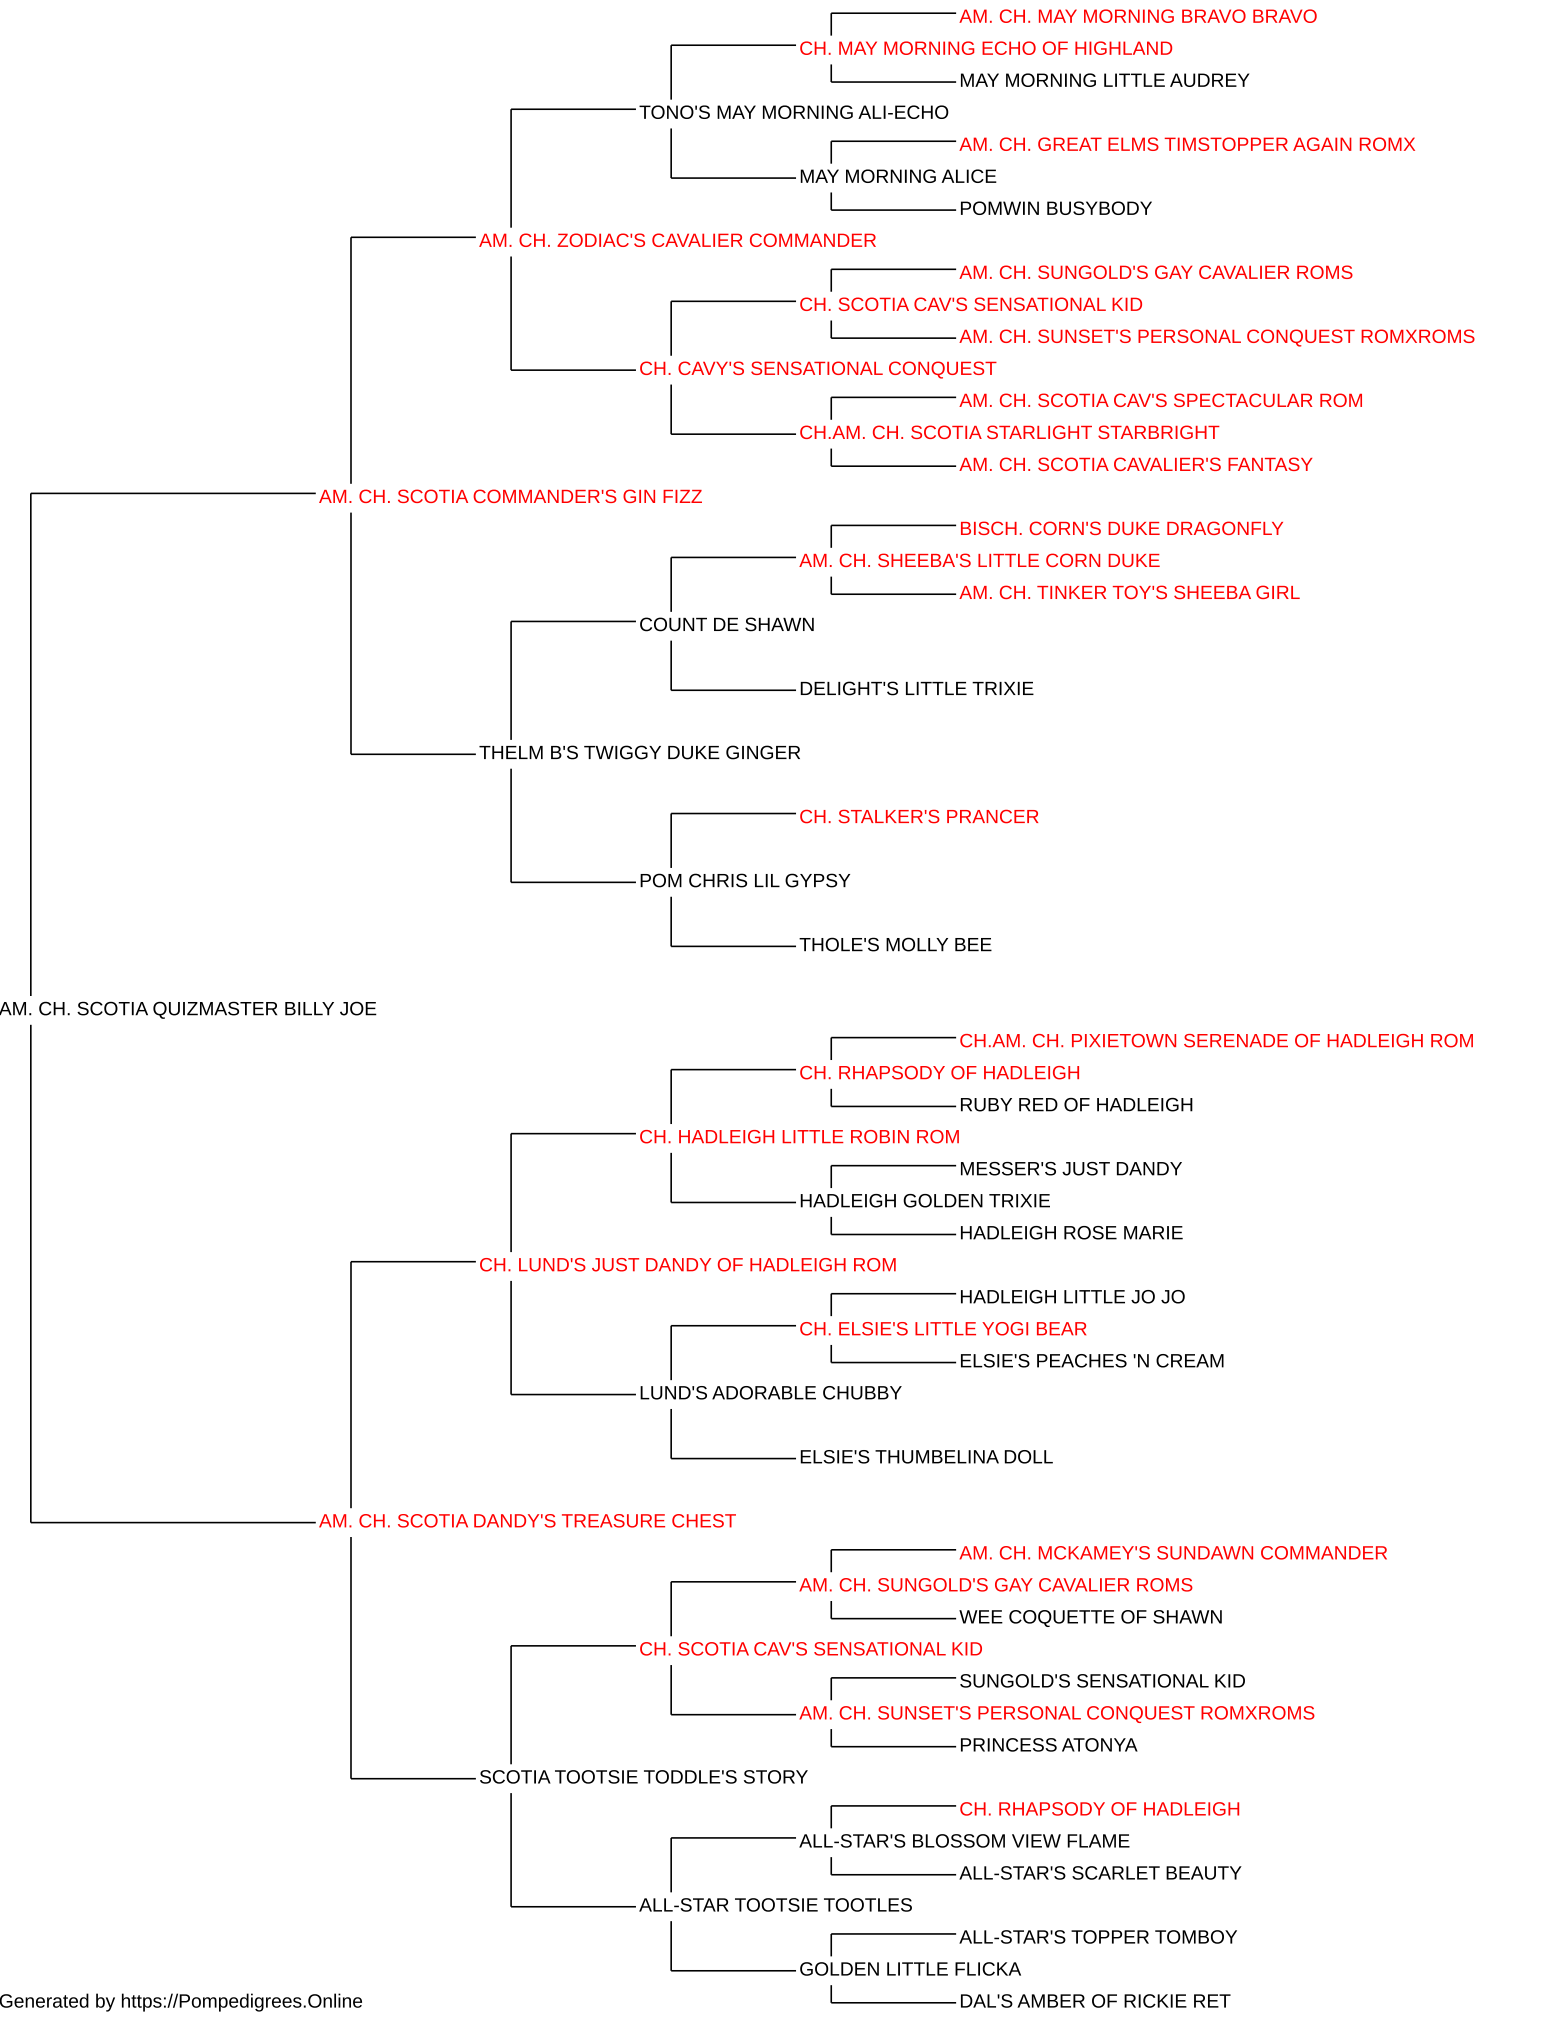 AM. CH. MAY MORNING BRAVO BRAVO
CH. MAY MORNING ECHO OF HIGHLAND
MAY MORNING LITTLE AUDREY
TONO'S MAY MORNING ALI-ECHO
AM. CH. GREAT ELMS TIMSTOPPER AGAIN ROMX
MAY MORNING ALICE
POMWIN BUSYBODY
AM. CH. ZODIAC'S CAVALIER COMMANDER
AM. CH. SUNGOLD'S GAY CAVALIER ROMS
CH. SCOTIA CAV'S SENSATIONAL KID
AM. CH. SUNSET'S PERSONAL CONQUEST ROMXROMS
CH. CAVY'S SENSATIONAL CONQUEST
AM. CH. SCOTIA CAV'S SPECTACULAR ROM
CH.AM. CH. SCOTIA STARLIGHT STARBRIGHT
AM. CH. SCOTIA CAVALIER'S FANTASY
AM. CH. SCOTIA COMMANDER'S GIN FIZZ
BISCH. CORN'S DUKE DRAGONFLY
AM. CH. SHEEBA'S LITTLE CORN DUKE
AM. CH. TINKER TOY'S SHEEBA GIRL
COUNT DE SHAWN
DELIGHT'S LITTLE TRIXIE
THELM B'S TWIGGY DUKE GINGER
CH. STALKER'S PRANCER
POM CHRIS LIL GYPSY
THOLE'S MOLLY BEE
AM. CH. SCOTIA QUIZMASTER BILLY JOE
CH.AM. CH. PIXIETOWN SERENADE OF HADLEIGH ROM
CH. RHAPSODY OF HADLEIGH
RUBY RED OF HADLEIGH
CH. HADLEIGH LITTLE ROBIN ROM
MESSER'S JUST DANDY
HADLEIGH GOLDEN TRIXIE
HADLEIGH ROSE MARIE
CH. LUND'S JUST DANDY OF HADLEIGH ROM
HADLEIGH LITTLE JO JO
CH. ELSIE'S LITTLE YOGI BEAR
ELSIE'S PEACHES 'N CREAM
LUND'S ADORABLE CHUBBY
ELSIE'S THUMBELINA DOLL
AM. CH. SCOTIA DANDY'S TREASURE CHEST
AM. CH. MCKAMEY'S SUNDAWN COMMANDER
AM. CH. SUNGOLD'S GAY CAVALIER ROMS
WEE COQUETTE OF SHAWN
CH. SCOTIA CAV'S SENSATIONAL KID
SUNGOLD'S SENSATIONAL KID
AM. CH. SUNSET'S PERSONAL CONQUEST ROMXROMS
PRINCESS ATONYA
SCOTIA TOOTSIE TODDLE'S STORY
CH. RHAPSODY OF HADLEIGH
ALL-STAR'S BLOSSOM VIEW FLAME
ALL-STAR'S SCARLET BEAUTY
ALL-STAR TOOTSIE TOOTLES
ALL-STAR'S TOPPER TOMBOY
GOLDEN LITTLE FLICKA
DAL'S AMBER OF RICKIE RET
Generated by https://Pompedigrees.Online